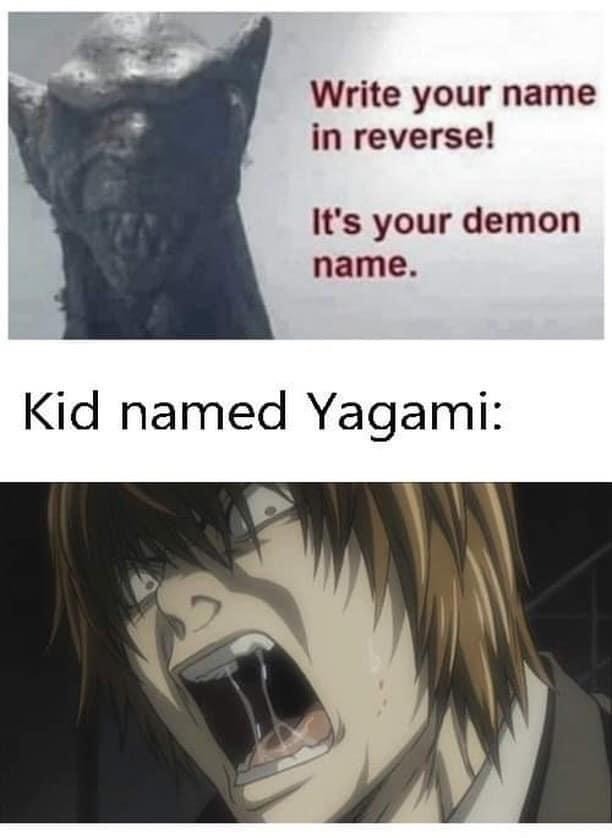 Write your name
in reverse!
It's your demon
name.
Kid named Yagami: